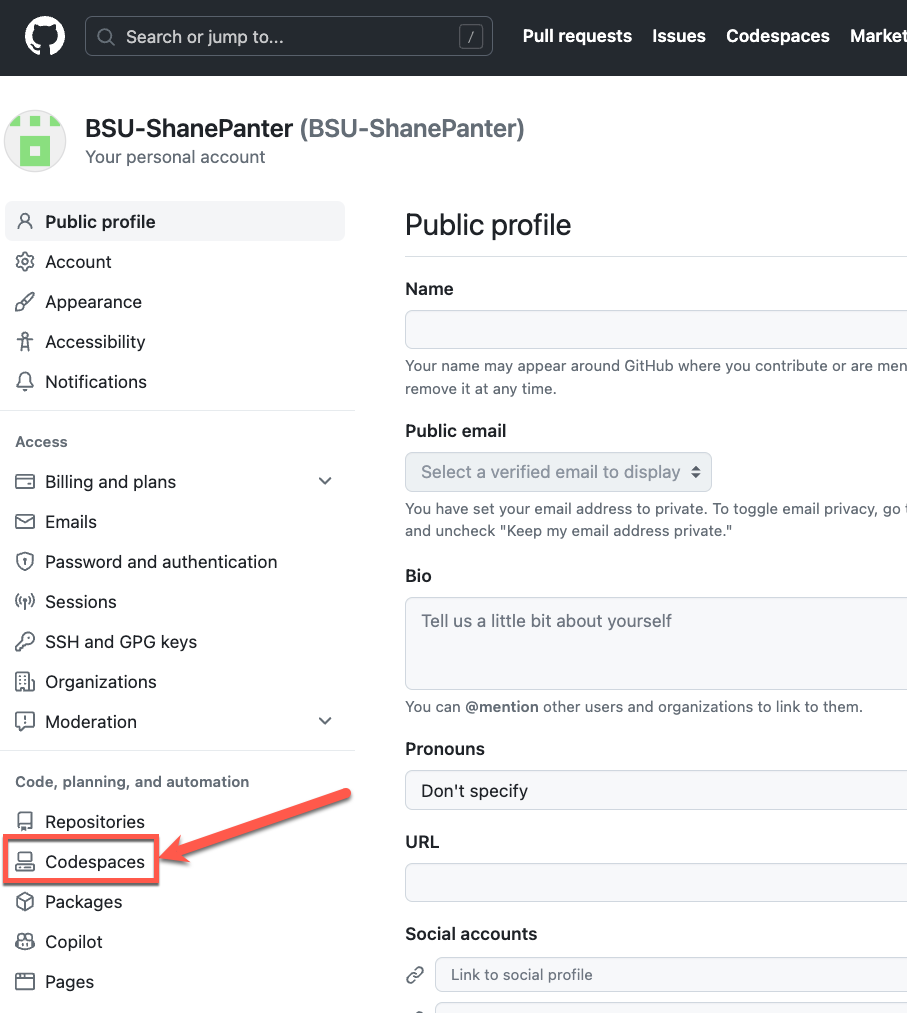 Search or jump to...
/
Pull requests
Issues
Codespaces
Market
BSU-ShanePanter (BSU-ShanePanter)
Your personal account
Public profile
Account
Appearance
Accessibility
Notifications
Access
Billing and plans
Emails
Password and authentication
Sessions
SSH and GPG keys
Organizations
Moderation
Code, planning, and automation
Repositories
Codespaces
Packages
Copilot
Pages
Public profile
Name
Your name may appear around GitHub where you contribute or are men
remove it at any time.
Public email
Select a verified email to display
You have set your email address to private. To toggle email privacy, go t
and uncheck "Keep my email address private."
Bio
Tell us a little bit about yourself
You can @mention other users and organizations to link to them.
Pronouns
Don't specify
URL
Social accounts
Link to social profile